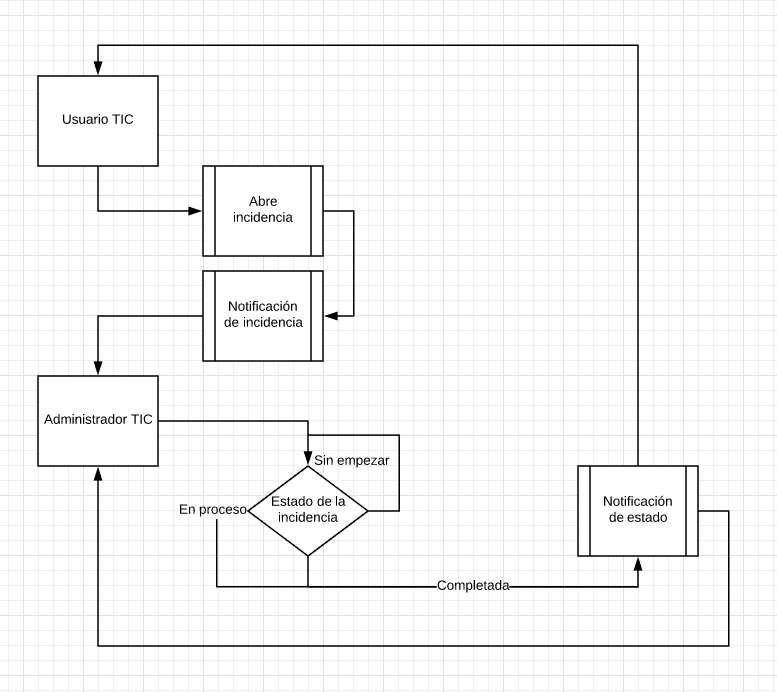 Usuario TIC
Abre
incidencia
Notificación
de incidencia
Administrador TIC
Sin empezar
En proceso
Estado de la
incidencia
Notificación
de estado
Completada